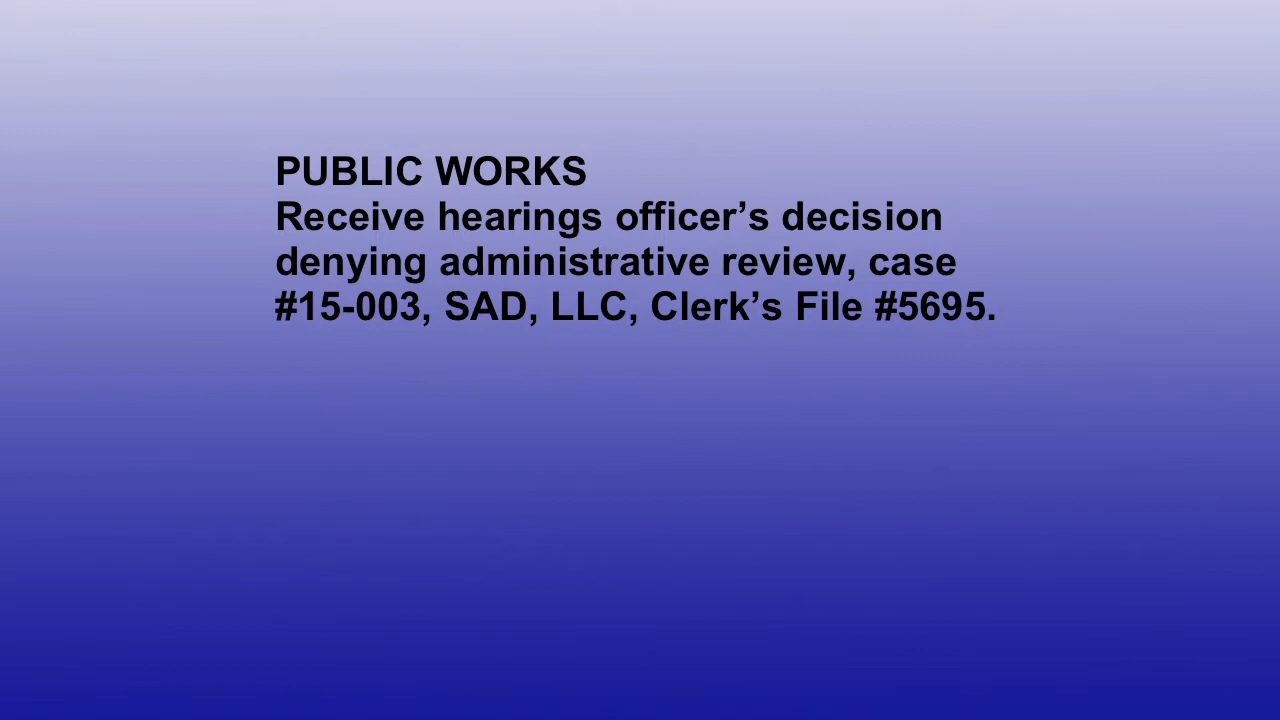 PUBLIC WORKS
Receive hearings officer’s decision
denying administrative review, case
#15-003, SAD, LLC, Clerk’s File #5695.